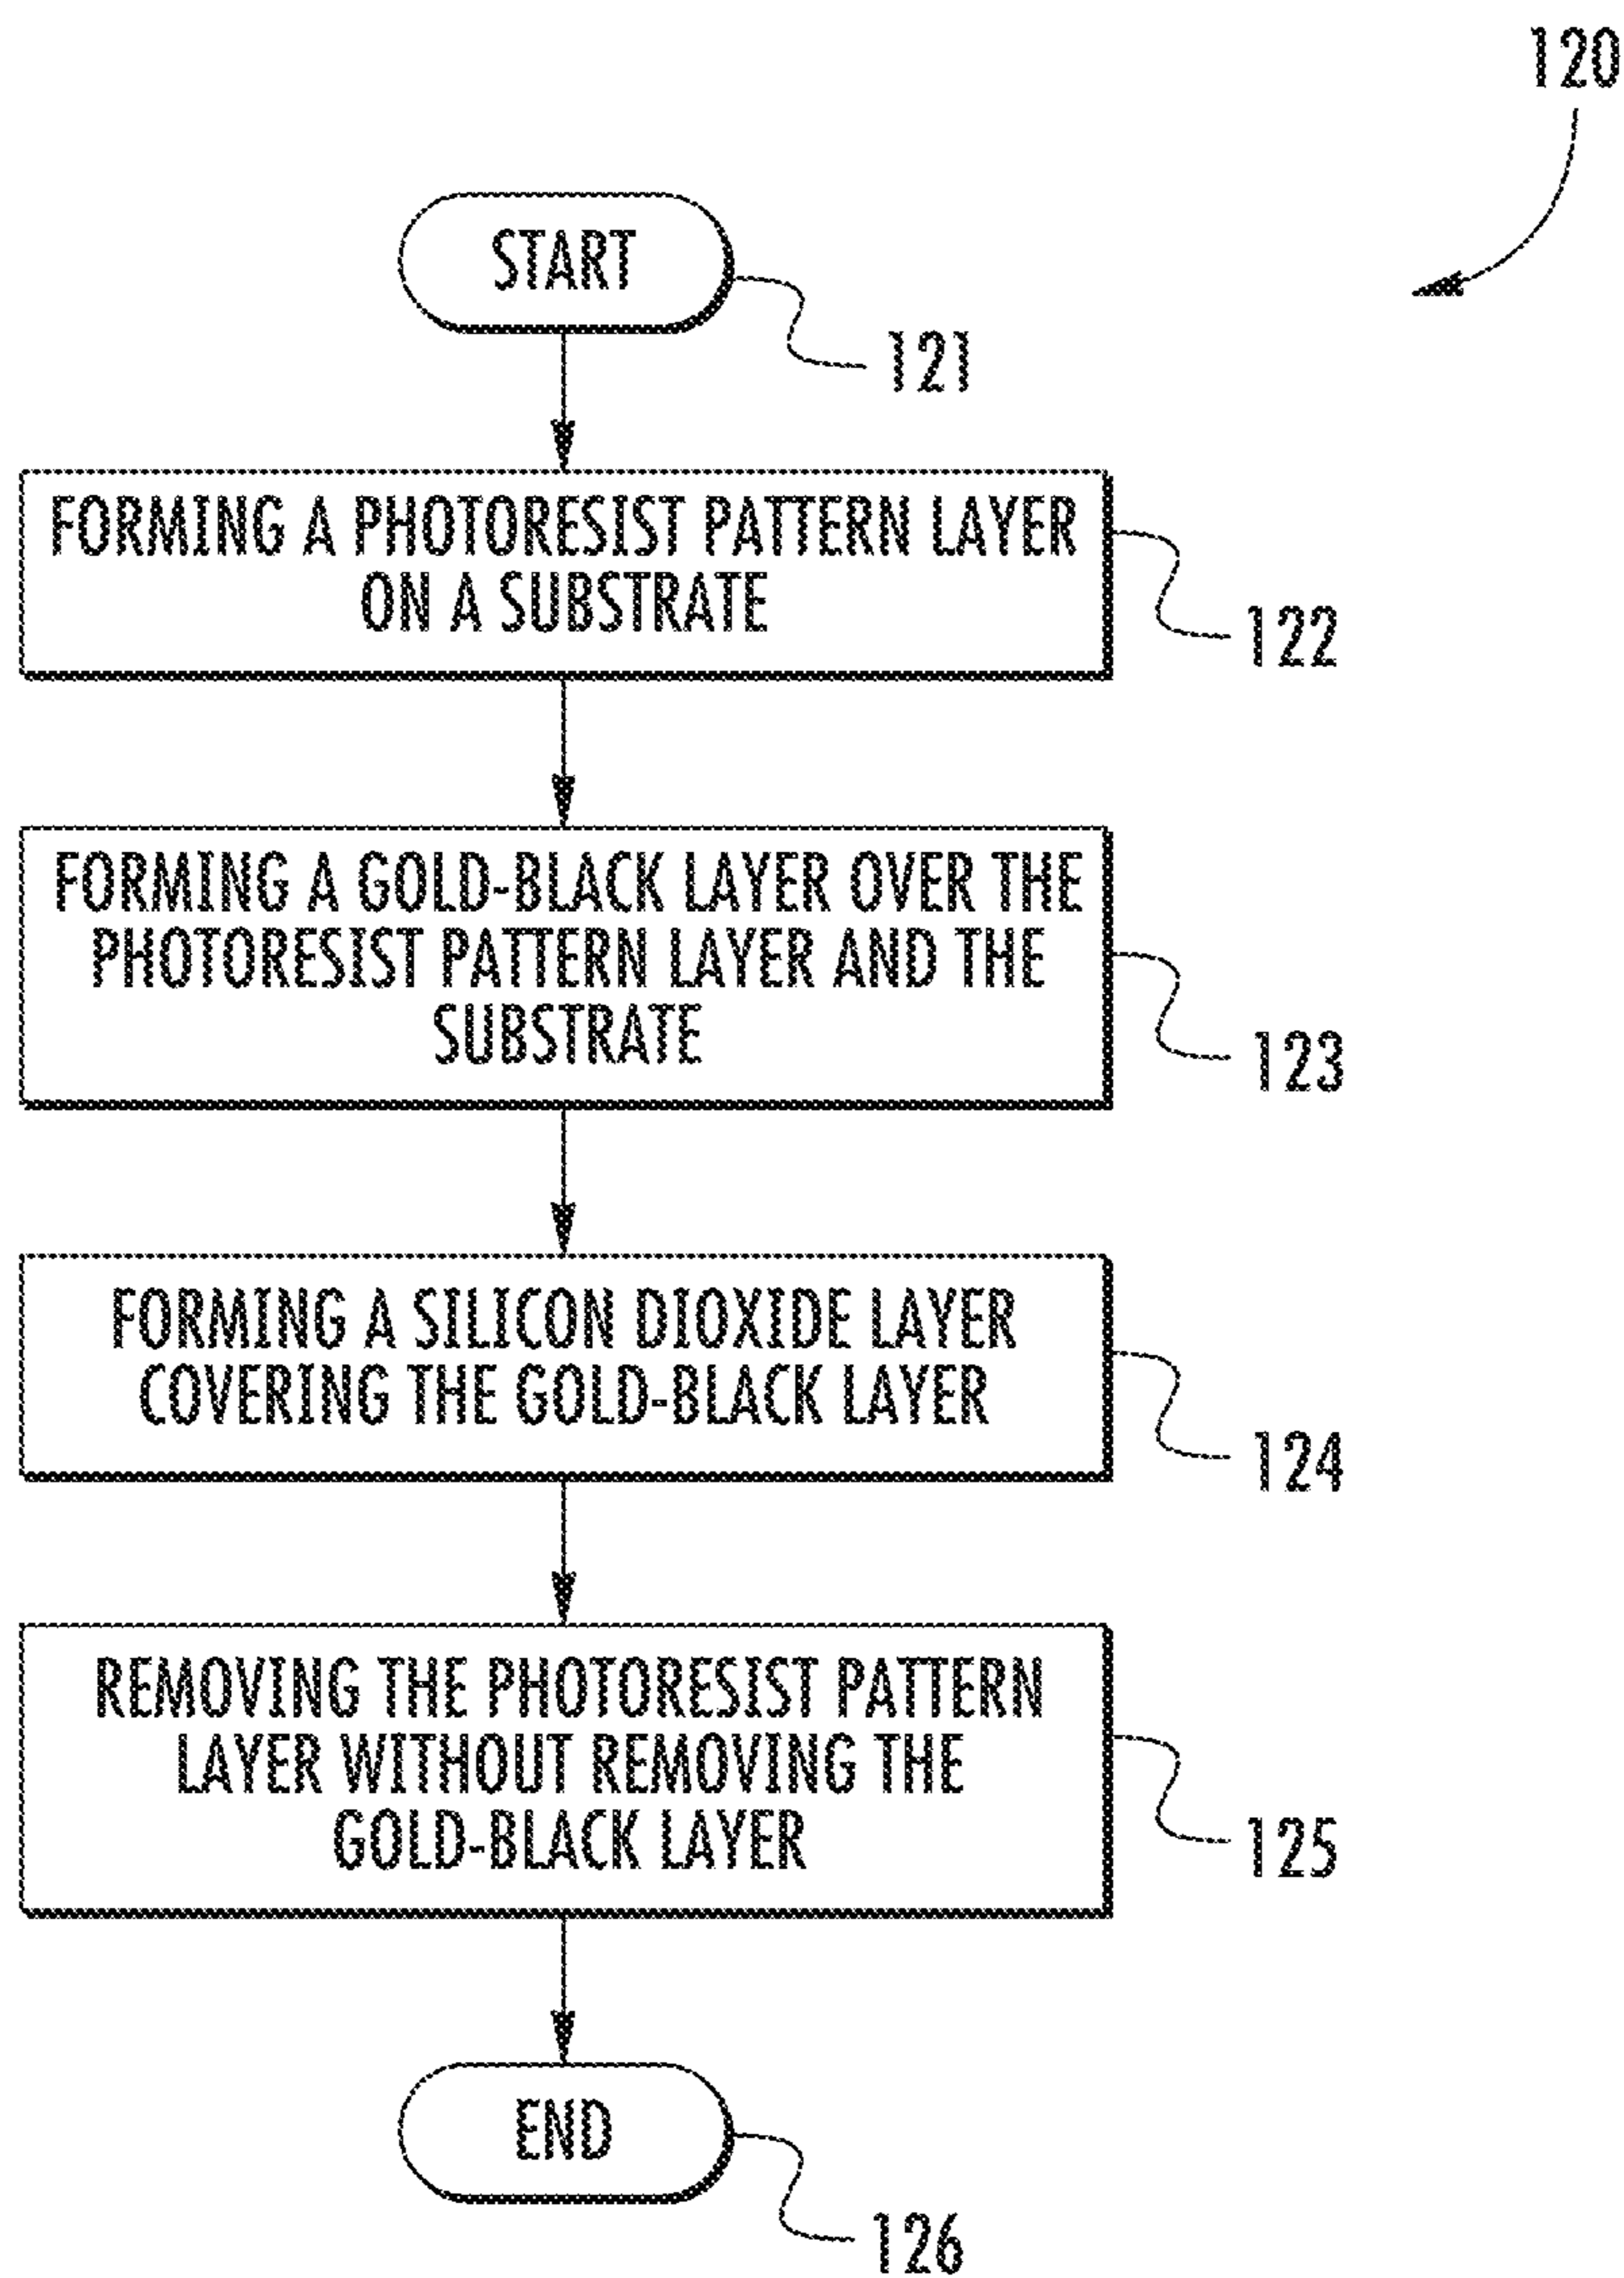 120
START
121
FORMING A PHOTORESIST PATTERN LAYER
ON A SUBSTRATE
122
FORMING A GOLD-BLACK LAYER OVER THE
PHOTORESIST PATTERN LAYER AND THE
SUBSTRATE
123
FORMING A SILICON DIOXIDE LAYER
COVERING THE GOLD-BLACK LAYER
124
REMOVING THE PHOTORESIST PATTERN
LAYER WITHOUT REMOVING THE
GOLD-BLACK LAYER
125
END
126